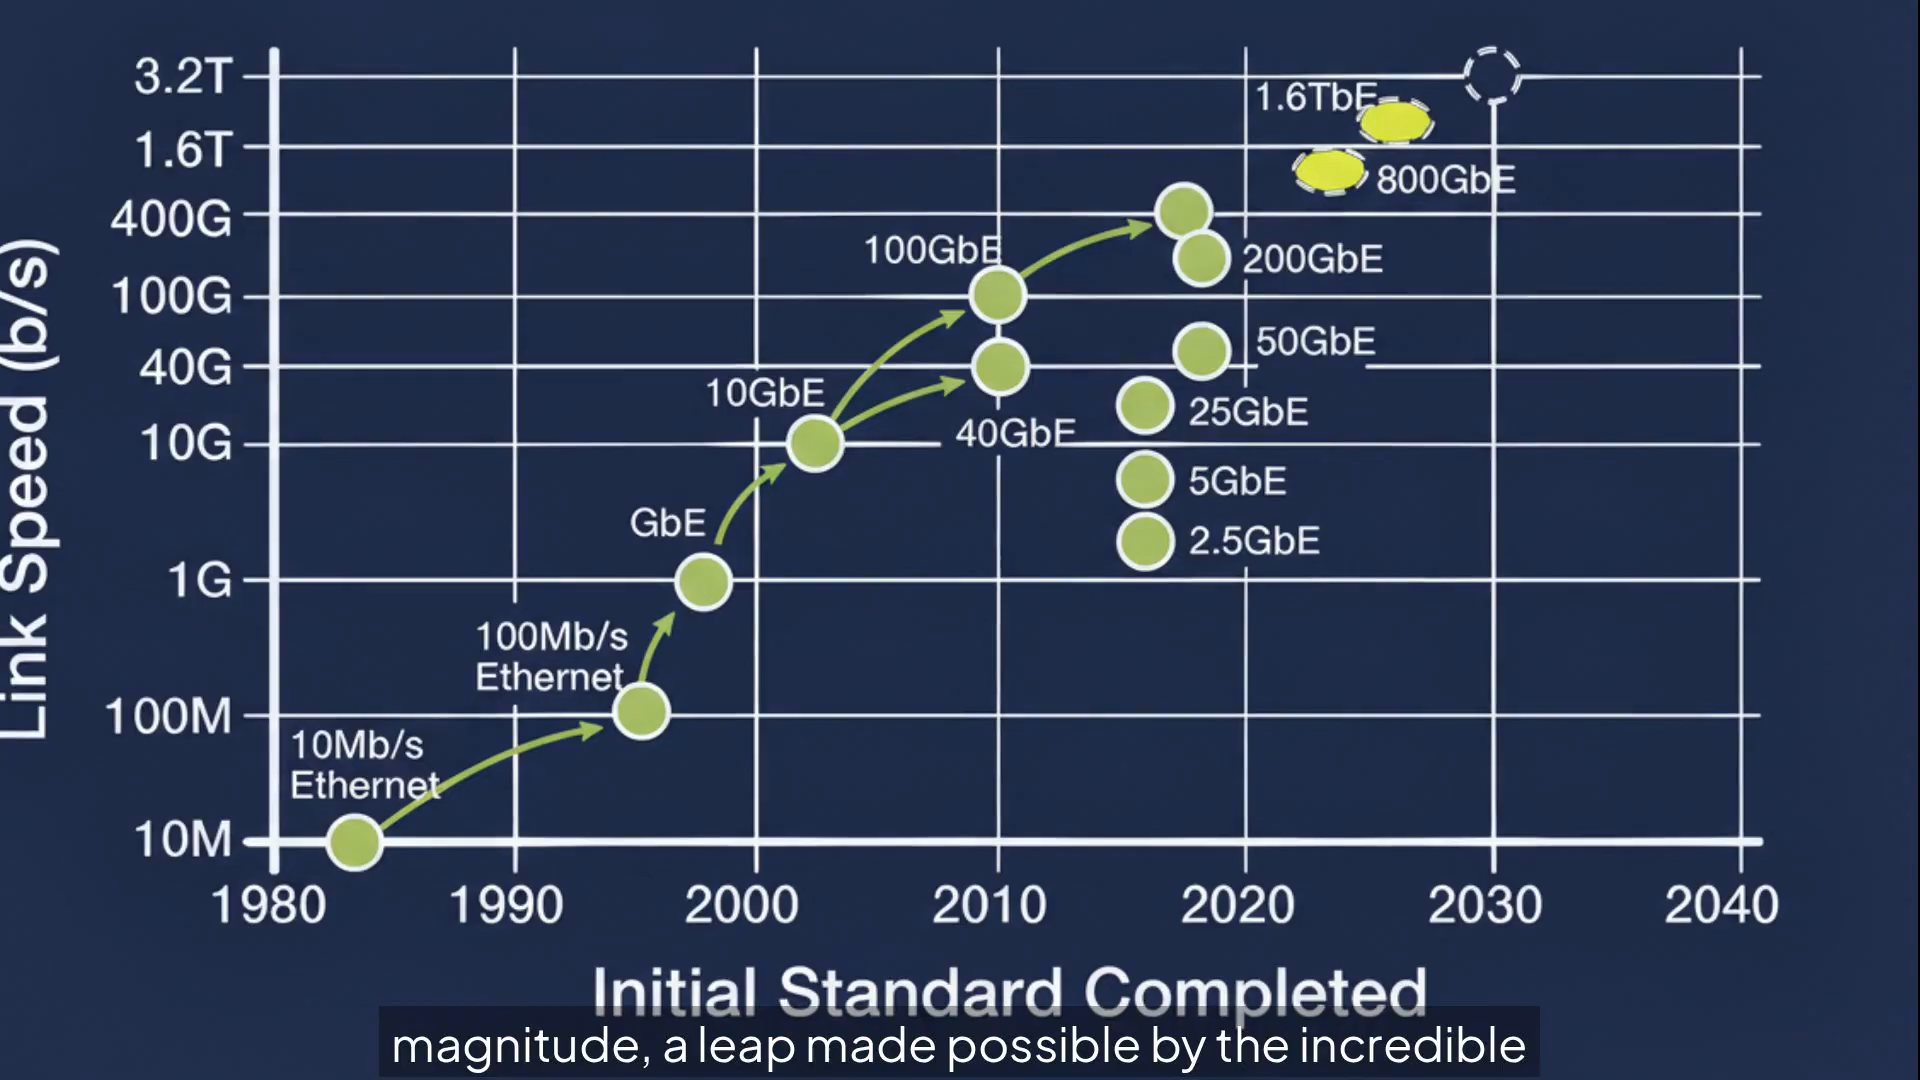 3.2T
1.6TbE
1.6T
800GbE
400G
100GbE
200GbE
100G
50GbE
40G
10GbE
25GbE
10G
40GbE
5GbE
GbE
2.5GbE
1G
100Mb/s
Ethernet
100M
10Mb/s
Ethernet
10M
Link Speed (b/s)
1980 1990 2000 2010 2020 2030 2040
Initial Standard Completed
magnitude, a leap made possible by the incredible